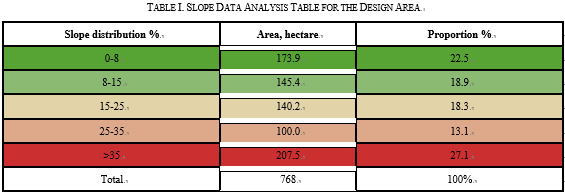 TABLE I. SLOPE DATA ANALYSIS TABLE FOR THE DESIGN AREA.
Slope distribution % Area, hectare Proportion %
0-8 173.9 22.5
8-15 145.4 18.9
15-25 140.2 18.3
25-35 100.0 13.1
>35 207.5 27.1
Total 768 100%